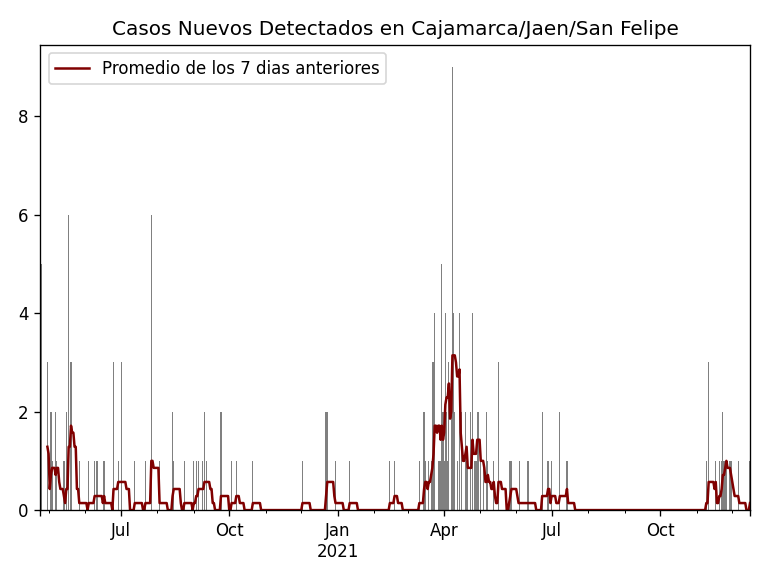 Casos Nuevos Detectados en Cajamarca/Jaen/San Felipe
Promedio de los 7 dias anteriores
8
6
4
2
0
Jul
Oct
Jan
2021
Apr
Jul
Oct